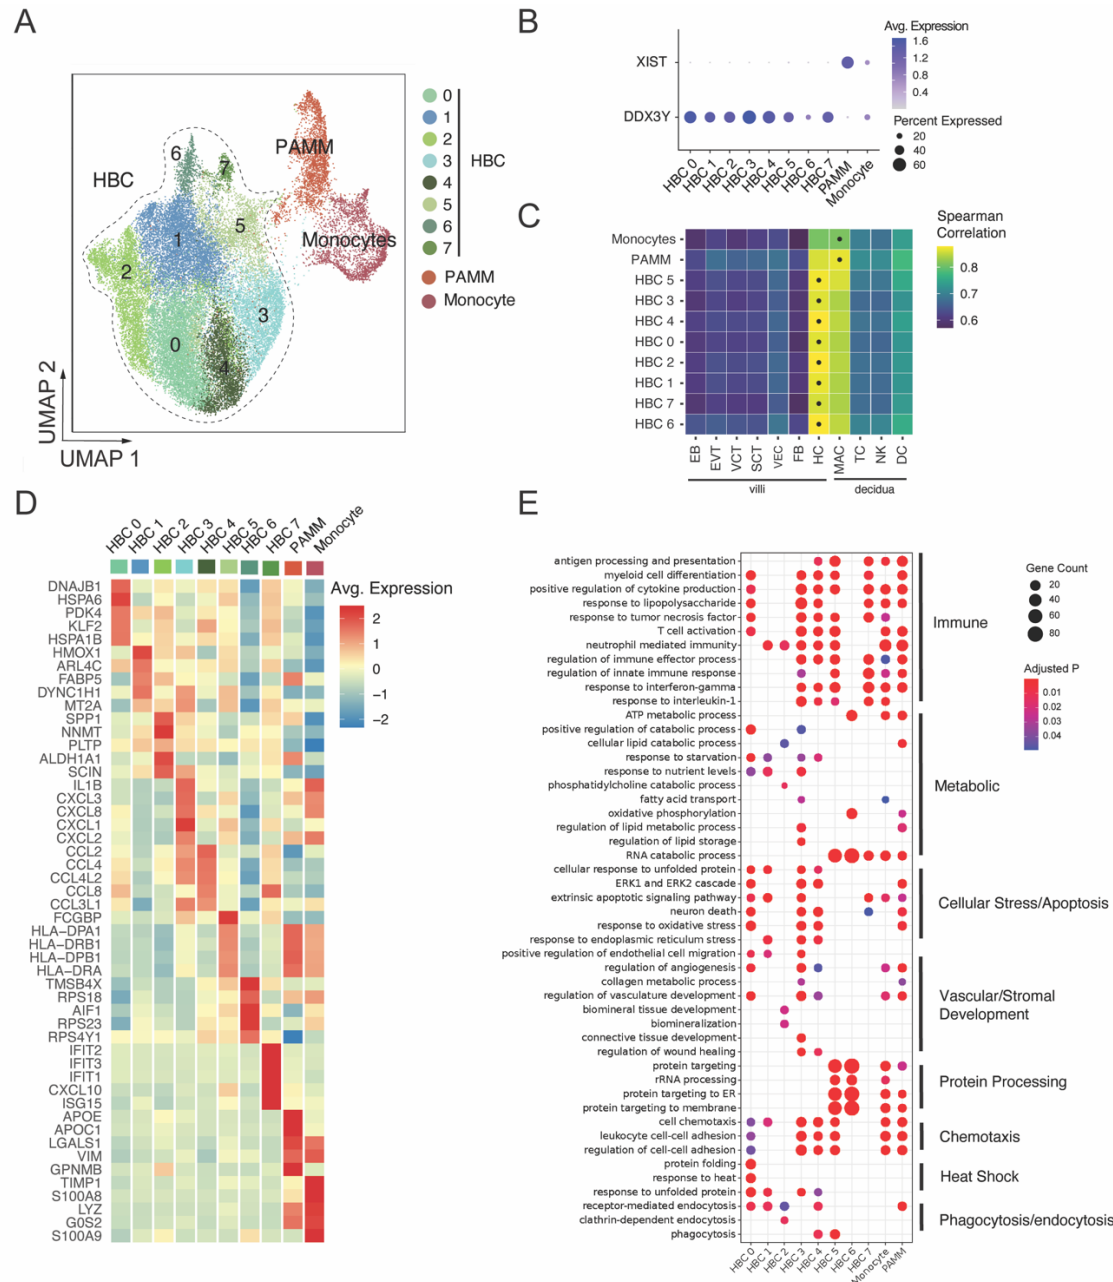 A
HBC
6
7
1
5
2
0
4
3
PAMM
Monocytes
UMAP 2
UMAP 1
0
1
2
3
4
5
6
7
HBC
PAMM
Monocyte
B
XIST
DDX3Y
HBC 0
HBC 1
HBC 2
HBC 3
HBC 4
HBC 5
HBC 6
HBC 7
PAMM
Monocyte
Avg. Expression
1.6
1.2
0.8
0.4
Percent Expressed
20
40
60
C
Monocytes
PAMM
HBC 5
HBC 3
HBC 4
HBC 0
HBC 2
HBC 1
HBC 7
HBC 6
EB
EVT
VCT
SCT
VEC
FB
HC
MAC
TC
NK
DC
villi
decidua
Spearman
Correlation
0.8
0.7
0.6
D
HBC 0
HBC 1
HBC 2
HBC 3
HBC 4
HBC 5
HBC 6
HBC 7
PAMM
Monocyte
DNAJB1
HSPA6
PDK4
KLF2
HSPA1B
HMOX1
ARL4C
FABP5
DYNC1H1
MT2A
SPP1
NNMT
PLTP
ALDH1A1
SCIN
IL1B
CXCL3
CXCL8
CXCL1
CXCL2
CCL2
CCL4
CCL4L2
CCL8
CCL3L1
FCGBP
HLA−DPA1
HLA−DRB1
HLA−DPB1
HLA−DRA
TMSB4X
RPS18
AIF1
RPS23
RPS4Y1
IFIT2
IFIT3
IFIT1
CXCL10
ISG15
APOE
APOC1
LGALS1
VIM
GPNMB
TIMP1
S100A8
LYZ
G0S2
S100A9
Avg. Expression
2
1
0
−1
−2
E
antigen processing and presentation
myeloid cell differentiation
positive regulation of cytokine production
response to lipopolysaccharide
response to tumor necrosis factor
T cell activation
neutrophil mediated immunity
regulation of immune effector process
regulation of innate immune response
response to interferon-gamma
response to interleukin-1
ATP metabolic process
positive regulation of catabolic process
cellular lipid catabolic process
response to starvation
response to nutrient levels
phosphatidylcholine catabolic process
fatty acid transport
oxidative phosphorylation
regulation of lipid metabolic process
regulation of lipid storage
RNA catabolic process
cellular response to unfolded protein
ERK1 and ERK2 cascade
extrinsic apoptotic signaling pathway
neuron death
response to oxidative stress
response to endoplasmic reticulum stress
positive regulation of endothelial cell migration
regulation of angiogenesis
collagen metabolic process
regulation of vasculature development
biomineral tissue development
biomineralization
connective tissue development
regulation of wound healing
protein targeting
rRNA processing
protein targeting to ER
protein targeting to membrane
cell chemotaxis
leukocyte cell-cell adhesion
regulation of cell-cell adhesion
protein folding
response to heat
response to unfolded protein
receptor-mediated endocytosis
clathrin-dependent endocytosis
phagocytosis
HBC 0
HBC 1
HBC 2
HBC 3
HBC 4
HBC 5
HBC 6
HBC 7
Monocyte
PAMM
Immune
Metabolic
Cellular Stress/Apoptosis
Vascular/Stromal
Development
Protein Processing
Chemotaxis
Heat Shock
Phagocytosis/endocytosis
Gene Count
20
40
60
80
Adjusted P
0.01
0.02
0.03
0.04